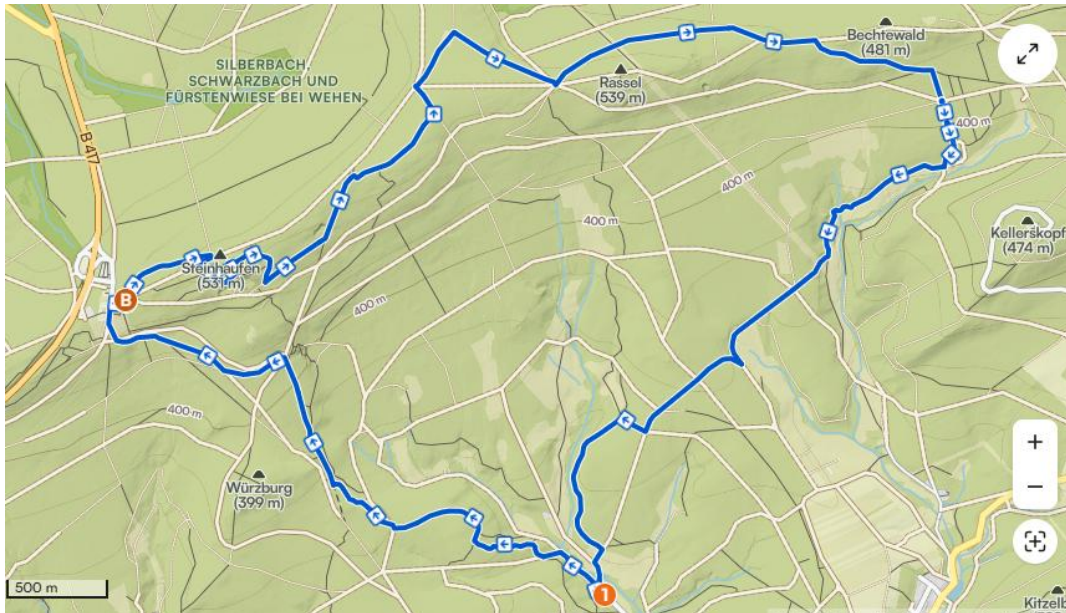 Bechtewald
(481 m)
SILBERBACH,
SCHWARZBACH UND
FÜRSTENWIESE BEI WEHEN
Rassel
(539 m)
B 417
400 m
400 m
400 m
Kellerskopf
(474 m)
Steinhaufen
(531 m)
B
400 m
400 m
+
Würzburg
(399 m)
−
500 m
1
Kitzelb